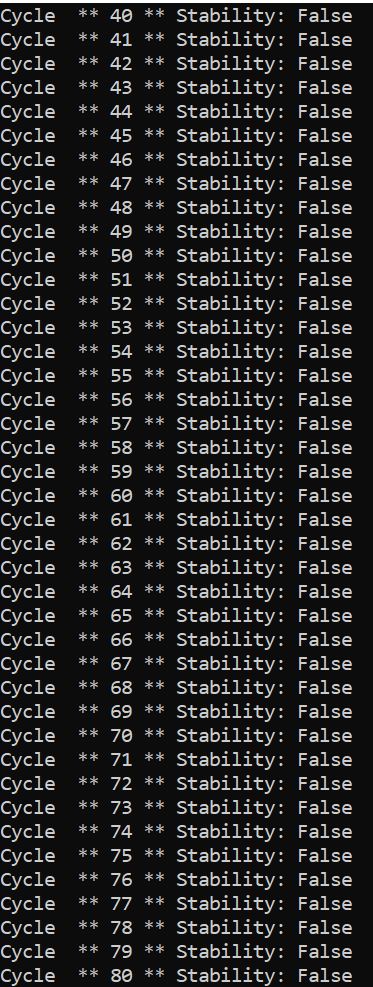 Cycle  ** 40 ** Stability: False
Cycle  ** 41 ** Stability: False
Cycle  ** 42 ** Stability: False
Cycle  ** 43 ** Stability: False
Cycle  ** 44 ** Stability: False
Cycle  ** 45 ** Stability: False
Cycle  ** 46 ** Stability: False
Cycle  ** 47 ** Stability: False
Cycle  ** 48 ** Stability: False
Cycle  ** 49 ** Stability: False
Cycle  ** 50 ** Stability: False
Cycle  ** 51 ** Stability: False
Cycle  ** 52 ** Stability: False
Cycle  ** 53 ** Stability: False
Cycle  ** 54 ** Stability: False
Cycle  ** 55 ** Stability: False
Cycle  ** 56 ** Stability: False
Cycle  ** 57 ** Stability: False
Cycle  ** 58 ** Stability: False
Cycle  ** 59 ** Stability: False
Cycle  ** 60 ** Stability: False
Cycle  ** 61 ** Stability: False
Cycle  ** 62 ** Stability: False
Cycle  ** 63 ** Stability: False
Cycle  ** 64 ** Stability: False
Cycle  ** 65 ** Stability: False
Cycle  ** 66 ** Stability: False
Cycle  ** 67 ** Stability: False
Cycle  ** 68 ** Stability: False
Cycle  ** 69 ** Stability: False
Cycle  ** 70 ** Stability: False
Cycle  ** 71 ** Stability: False
Cycle  ** 72 ** Stability: False
Cycle  ** 73 ** Stability: False
Cycle  ** 74 ** Stability: False
Cycle  ** 75 ** Stability: False
Cycle  ** 76 ** Stability: False
Cycle  ** 77 ** Stability: False
Cycle  ** 78 ** Stability: False
Cycle  ** 79 ** Stability: False
Cycle  ** 80 ** Stability: False